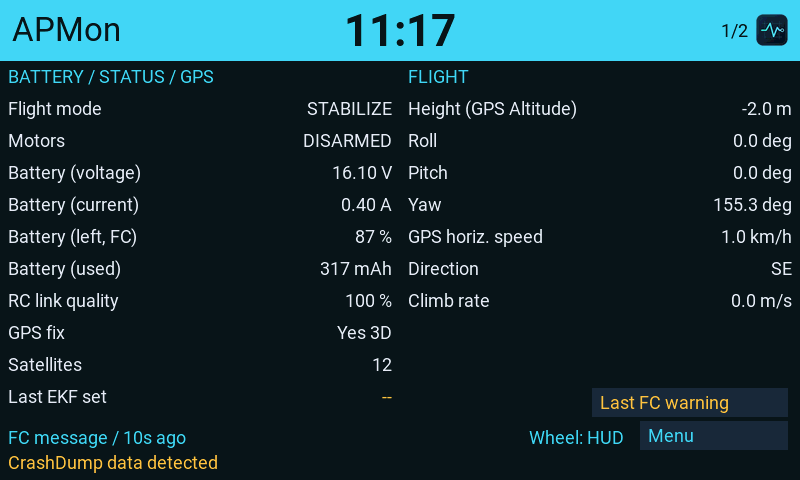 APMon
11:17
1/2
BATTERY / STATUS / GPS
Flight mode STABILIZE
Motors DISARMED
Battery (voltage) 16.10 V
Battery (current) 0.40 A
Battery (left, FC) 87 %
Battery (used) 317 mAh
RC link quality 100 %
GPS fix Yes 3D
Satellites 12
Last EKF set --
FC message / 10s ago
CrashDump data detected
FLIGHT
Height (GPS Altitude) -2.0 m
Roll 0.0 deg
Pitch 0.0 deg
Yaw 155.3 deg
GPS horiz. speed 1.0 km/h
Direction SE
Climb rate 0.0 m/s
Last FC warning
Wheel: HUD Menu